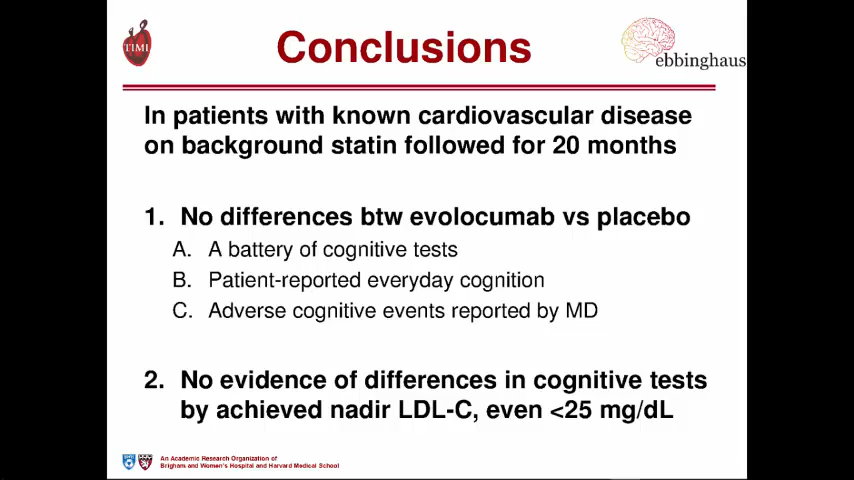 TIMI
Conclusions
ebbinghaus
In patients with known cardiovascular disease
on background statin followed for 20 months
1. No differences btw evolocumab vs placebo
A. A battery of cognitive tests
B. Patient-reported everyday cognition
C. Adverse cognitive events reported by MD
2. No evidence of differences in cognitive tests
by achieved nadir LDL-C, even <25 mg/dL
An Academic Research Organization of
Brigham and Women's Hospital and Harvard Medical School